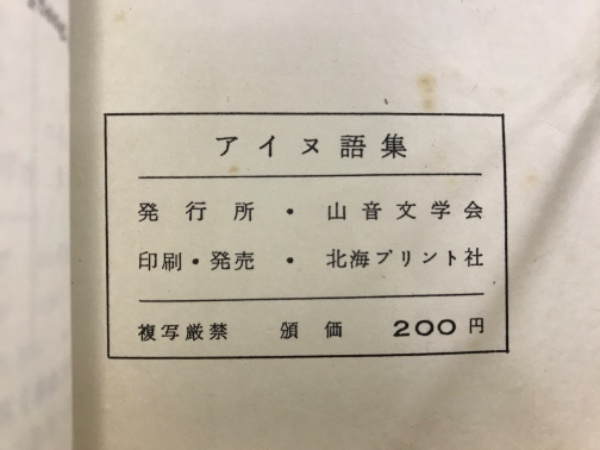 アイヌ語集
発行所・山音文学会
印刷・発売・北海プリント社
複写厳禁 頒価 200円